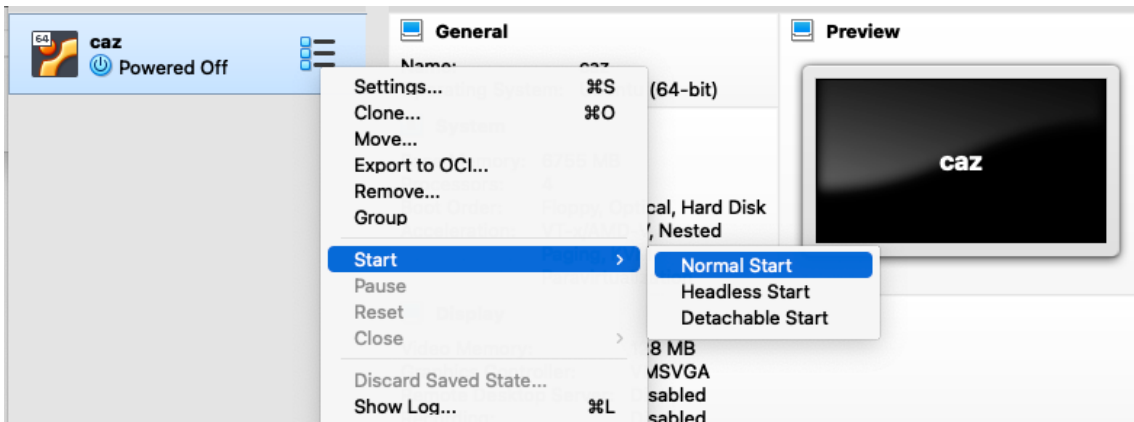 64
caz
Powered Off
General
Name: caz
(64-bit)
cal, Hard Disk
, Nested
Settings... ⌘S
Clone... ⌘O
Move...
Export to OCI...
Remove...
Group
Start >
Pause
Reset
Close >
Discard Saved State...
Show Log... ⌘L
Normal Start
Headless Start
Detachable Start
MSVGA
sabled
sabled
Preview
caz